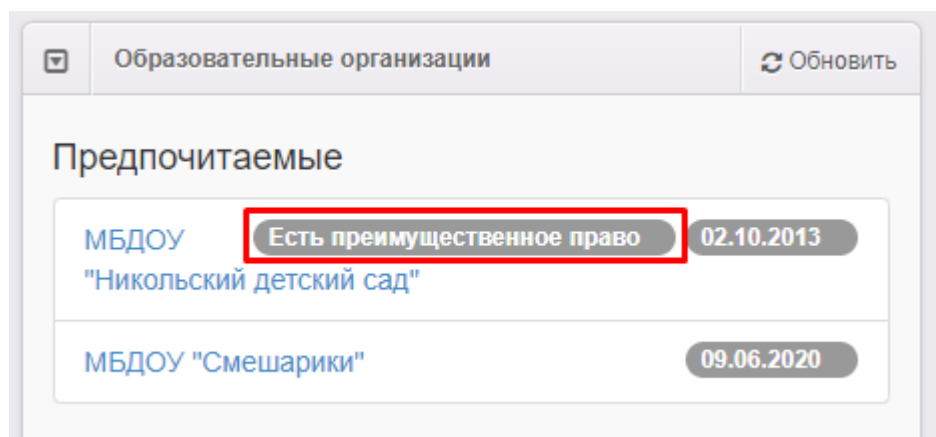 Образовательные организации Обновить
Предпочитаемые
МБДОУ Есть преимущественное право 02.10.2013
"Никольский детский сад"
МБДОУ "Смешарики" 09.06.2020